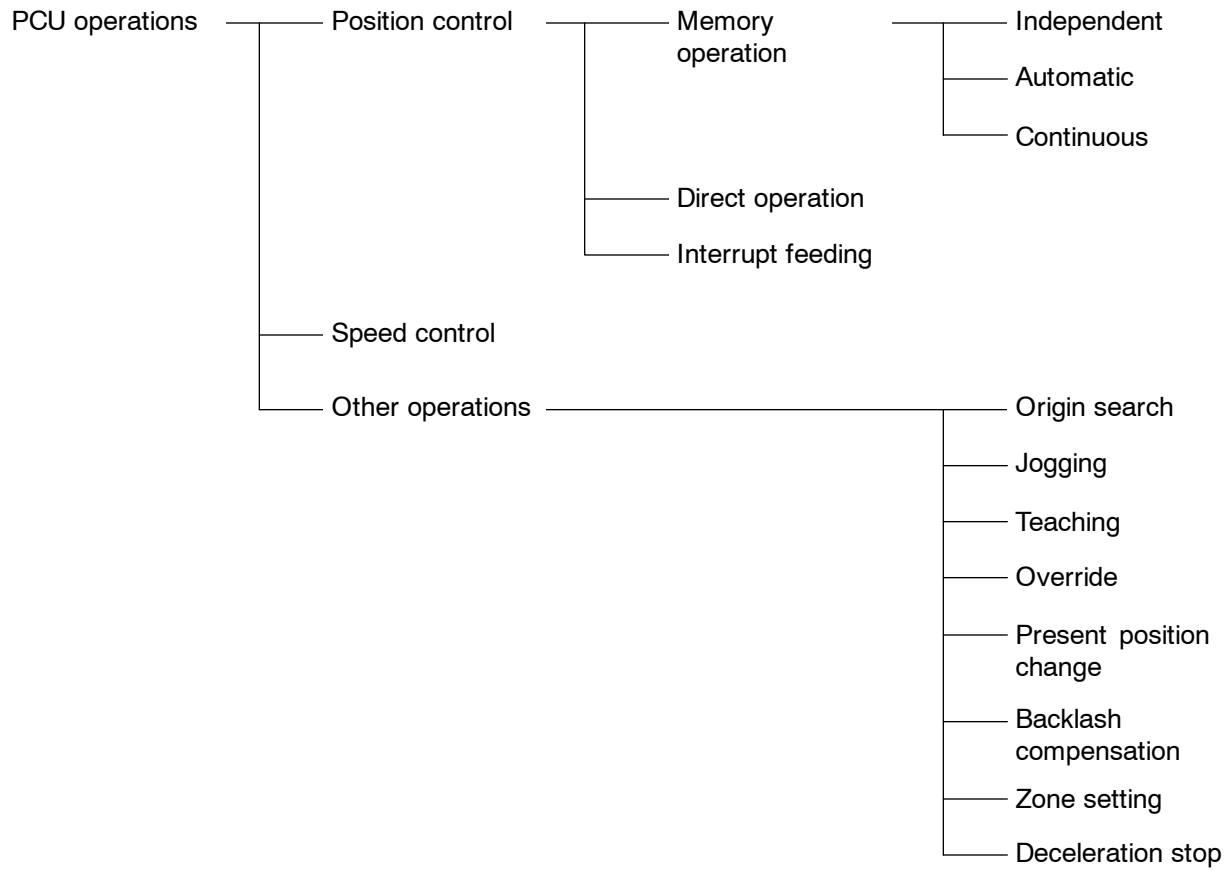 PCU operations
Position control
Memory
operation
Independent
Automatic
Continuous
Direct operation
Interrupt feeding
Speed control
Other operations
Origin search
Jogging
Teaching
Override
Present position
change
Backlash
compensation
Zone setting
Deceleration stop